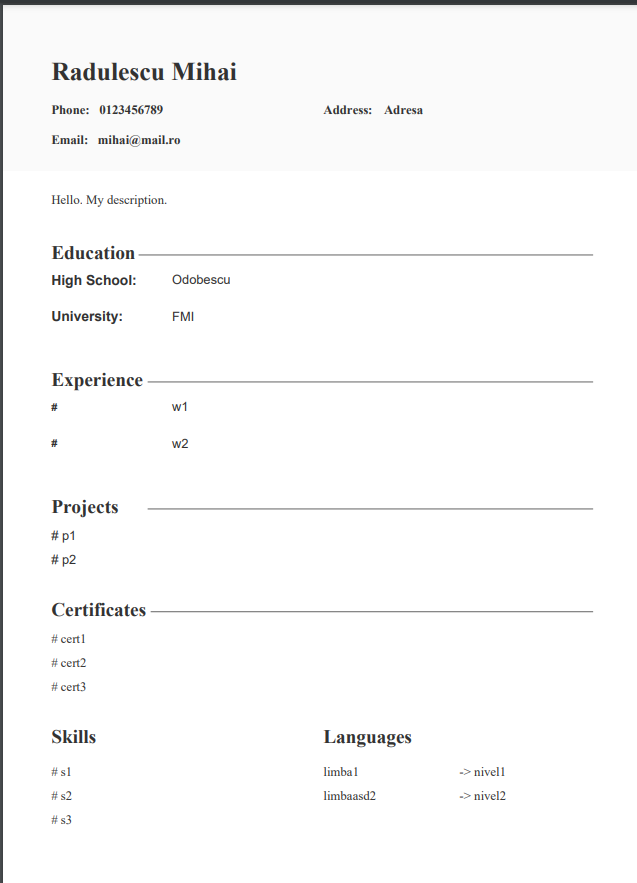 Radulescu Mihai
Phone: 0123456789 Address: Adresa
Email: mihai@mail.ro
Hello. My description.
Education
High School: Odobescu
University: FMI
Experience
# w1
# w2
Projects
# p1
# p2
Certificates
# cert1
# cert2
# cert3
Skills
# s1
# s2
# s3
Languages
limba1 -> nivel1
limbaasd2 -> nivel2